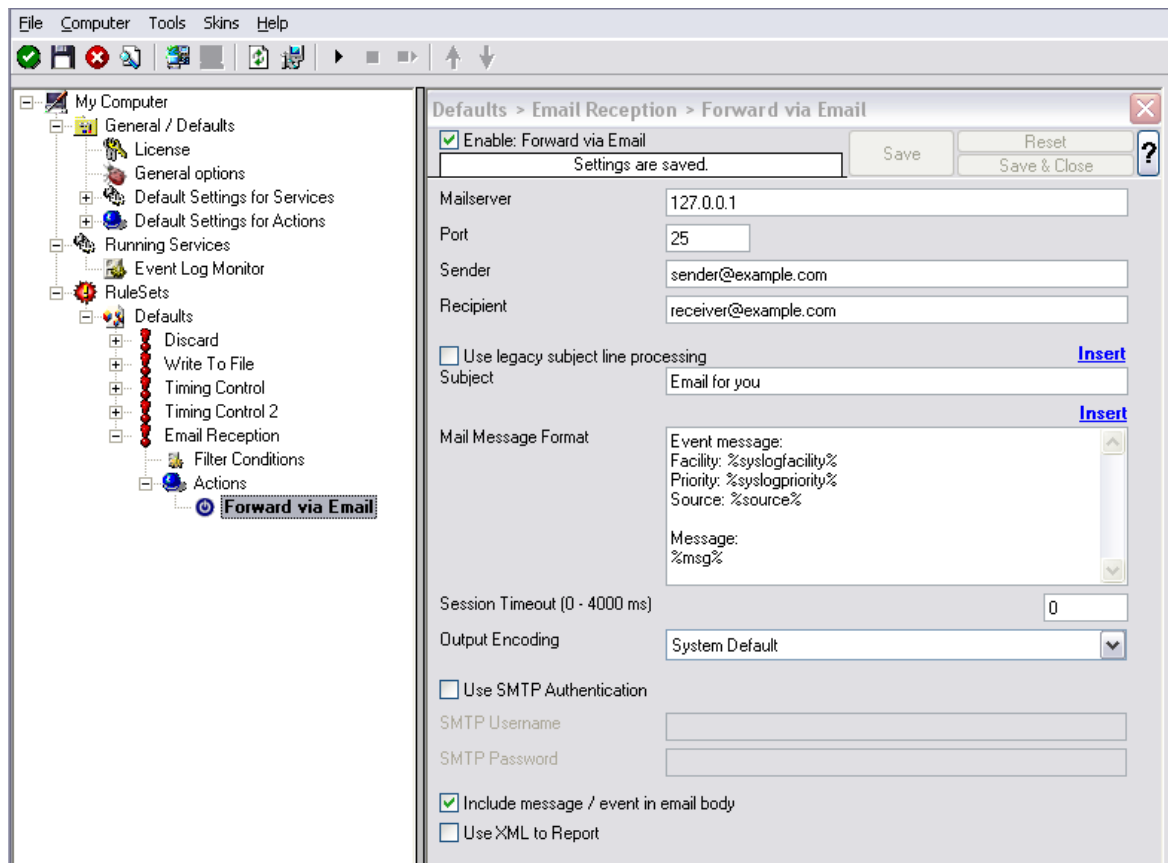 File Computer Tools Skins Help
My Computer
General / Defaults
License
General options
Default Settings for Services
Default Settings for Actions
Running Services
Event Log Monitor
RuleSets
Defaults
Discard
Write To File
Timing Control
Timing Control 2
Email Reception
Filter Conditions
Actions
Forward via Email
Defaults > Email Reception > Forward via Email
Enable: Forward via Email
Settings are saved.
Save
Reset
Save & Close
?
Mailserver
127.0.0.1
Port
25
Sender
sender@example.com
Recipient
receiver@example.com
Use legacy subject line processing
Insert
Subject
Email for you
Insert
Mail Message Format
Event message:
Facility: %syslogfacility%
Priority: %syslogpriority%
Source: %source%
Message:
%msg%
Session Timeout (0 - 4000 ms)
0
Output Encoding
System Default
Use SMTP Authentication
SMTP Username
SMTP Password
Include message / event in email body
Use XML to Report